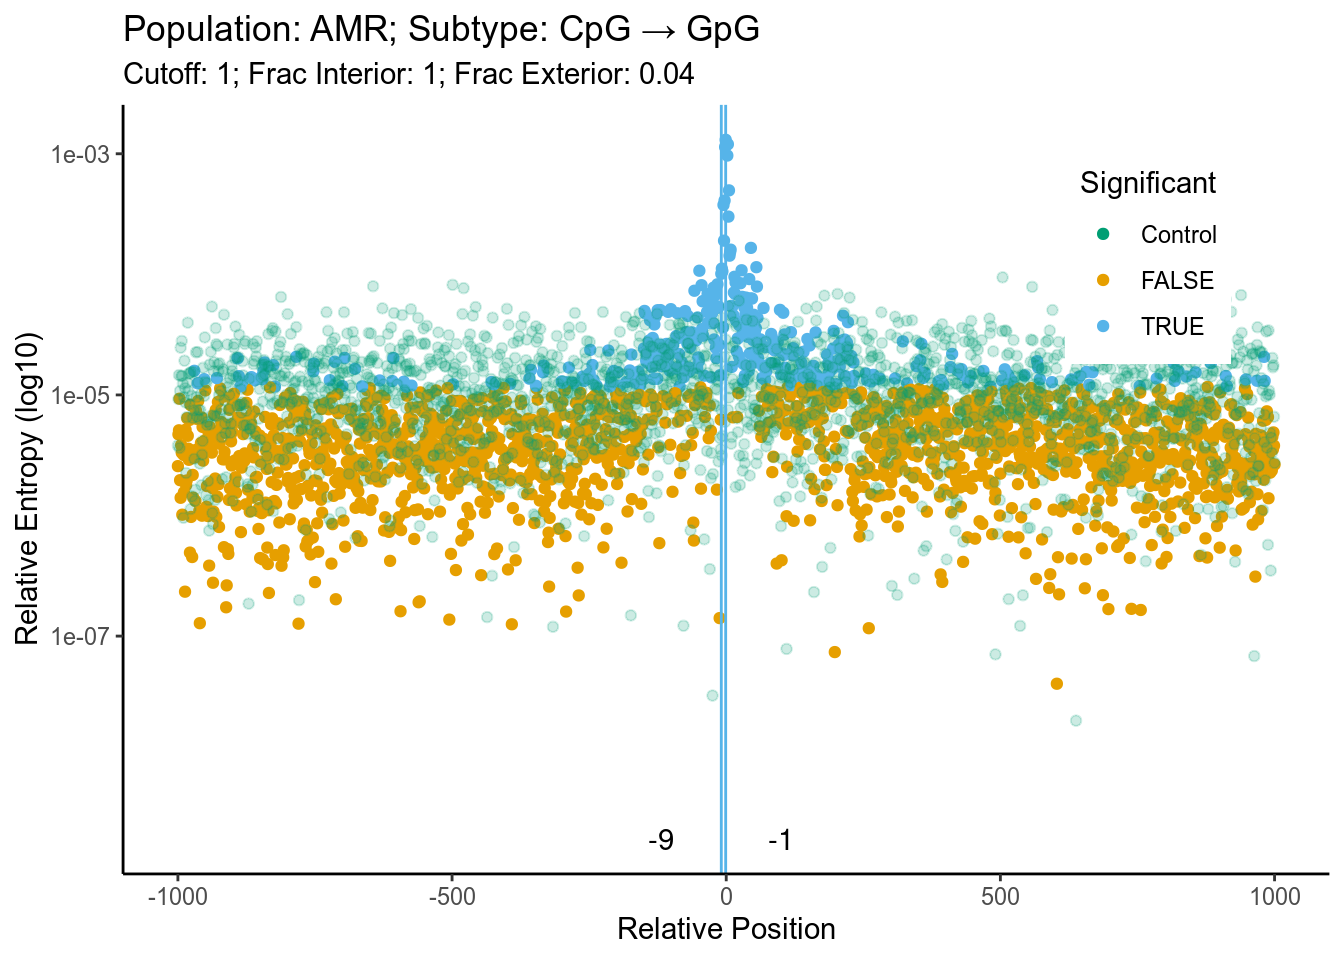 Population: AMR; Subtype: CpG → GpG
Cutoff: 1; Frac Interior: 1; Frac Exterior: 0.04
Relative Entropy (log10)
1e-03
1e-05
1e-07
Significant
Control
FALSE
TRUE
-9
-1
-1000
-500
0
500
1000
Relative Position